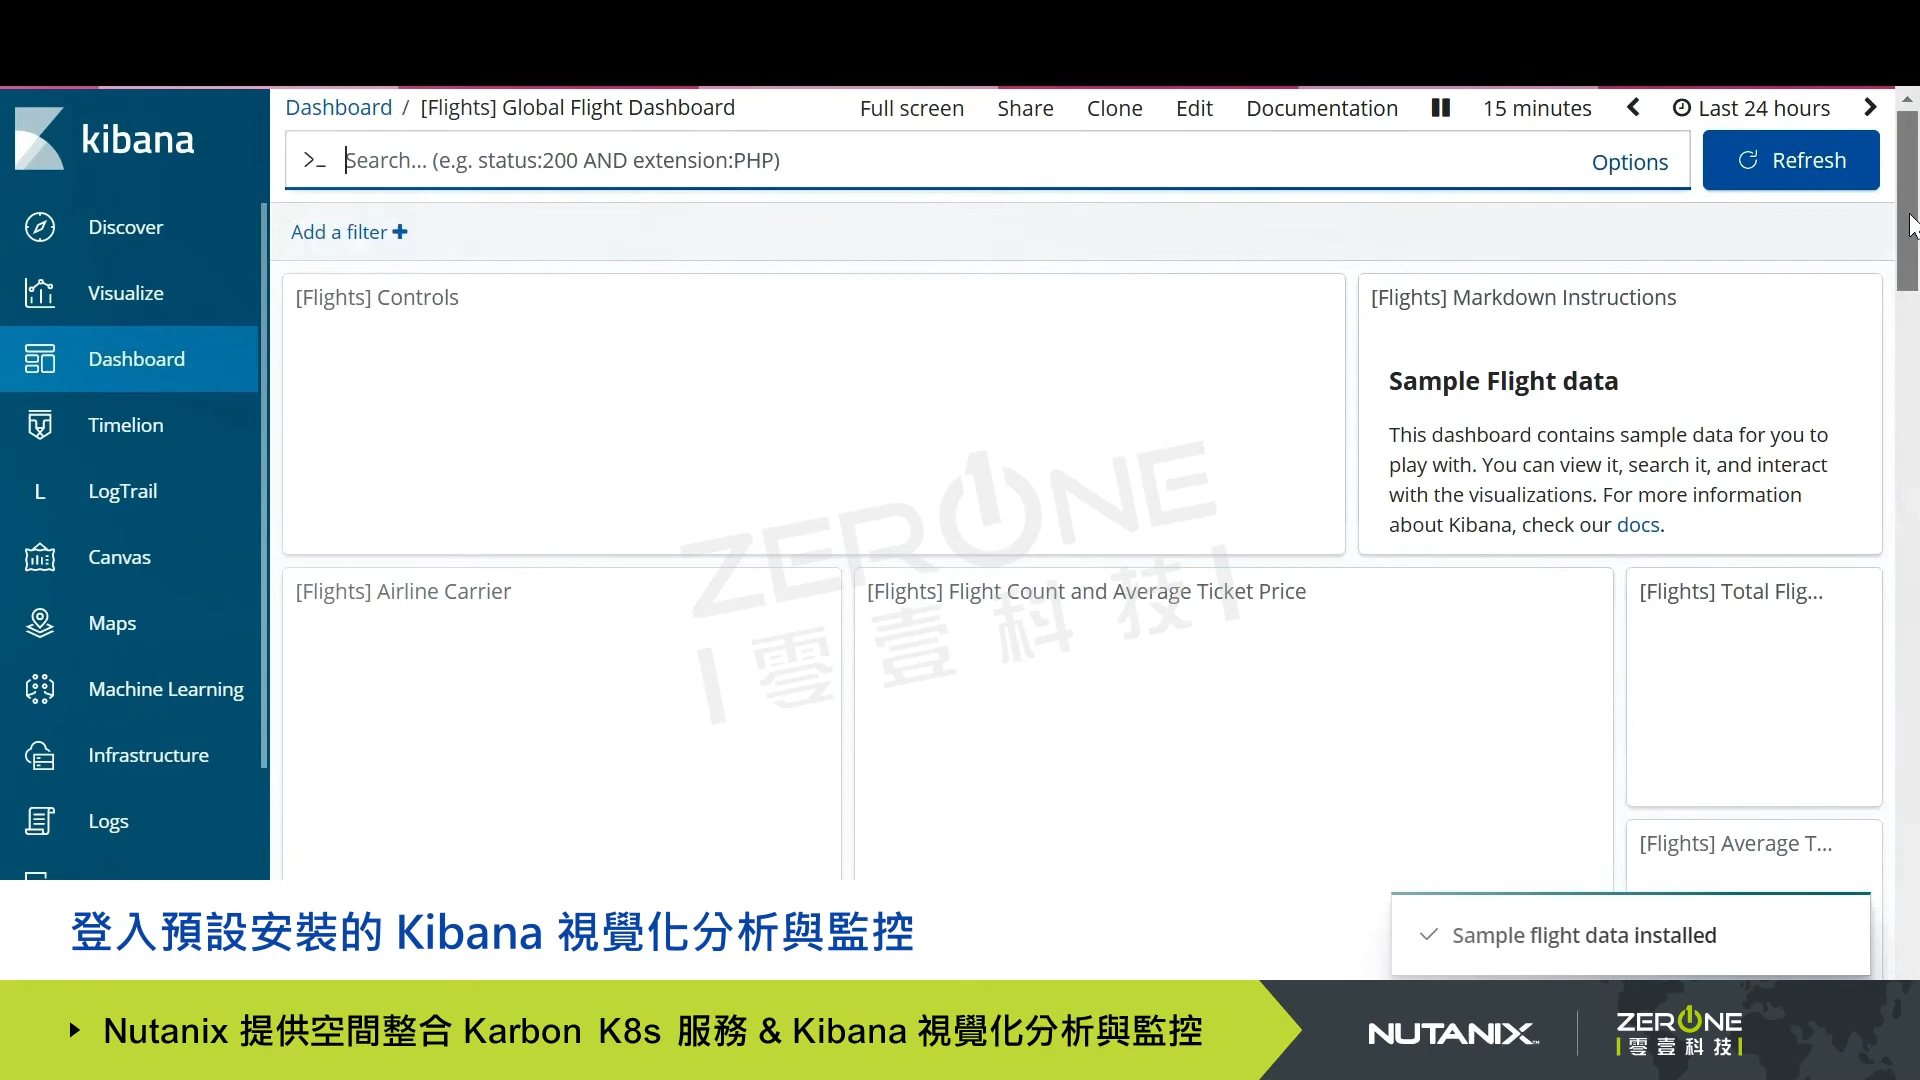 kibana
Dashboard / [Flights] Global Flight Dashboard
Full screen Share Clone Edit Documentation 15 minutes Last 24 hours
>_ Search... (e.g. status:200 AND extension:PHP) Options Refresh
Add a filter +
Discover
Visualize
Dashboard
Timelion
L LogTrail
Canvas
Maps
Machine Learning
Infrastructure
Logs
[Flights] Controls
[Flights] Markdown Instructions
Sample Flight data
This dashboard contains sample data for you to
play with. You can view it, search it, and interact
with the visualizations. For more information
about Kibana, check our docs.
[Flights] Airline Carrier
[Flights] Flight Count and Average Ticket Price
[Flights] Total Flig...
[Flights] Average T...
ZERONE
零壹科技
Sample flight data installed
登入預設安裝的 Kibana 視覺化分析與監控
Nutanix 提供空間整合 Karbon K8s 服務 & Kibana 視覺化分析與監控
NUTANIX
ZERONE
零壹科技